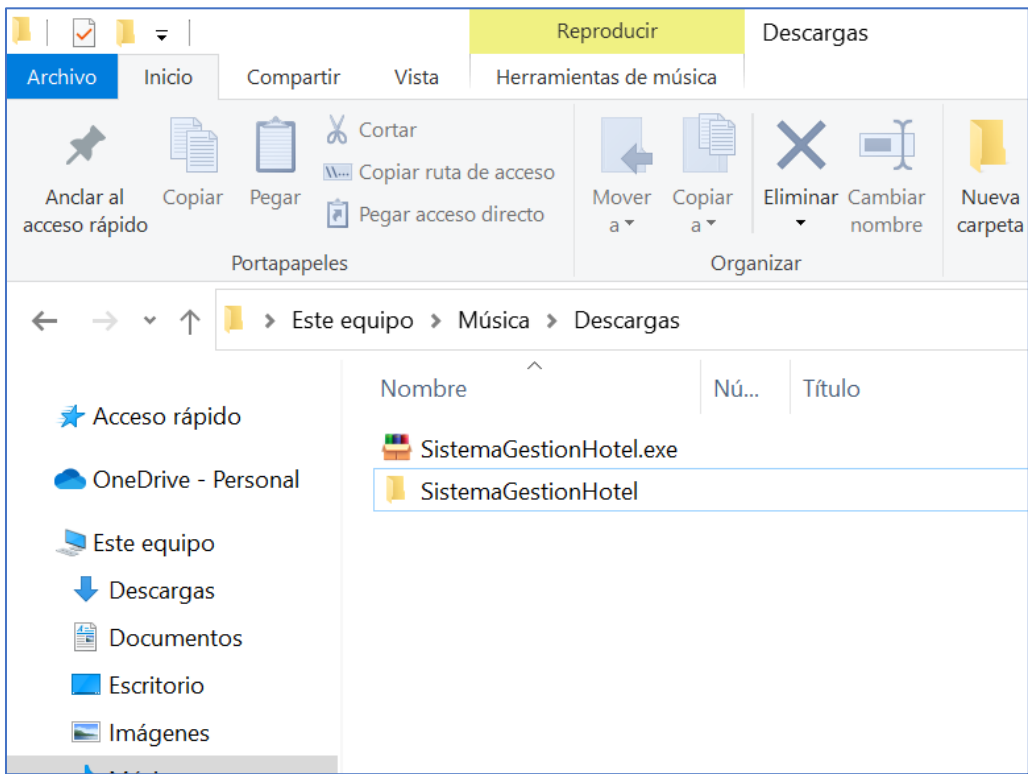 Reproducir
Descargas
Archivo
Inicio
Compartir
Vista
Herramientas de música
Anclar al
acceso rápido
Copiar
Pegar
Cortar
Copiar ruta de acceso
Pegar acceso directo
Portapapeles
Mover
a
Copiar
a
Eliminar
Cambiar
nombre
Organizar
Nueva
carpeta
Este equipo > Música > Descargas
Nombre
Nú...
Título
SistemaGestionHotel.exe
SistemaGestionHotel
Acceso rápido
OneDrive - Personal
Este equipo
Descargas
Documentos
Escritorio
Imágenes